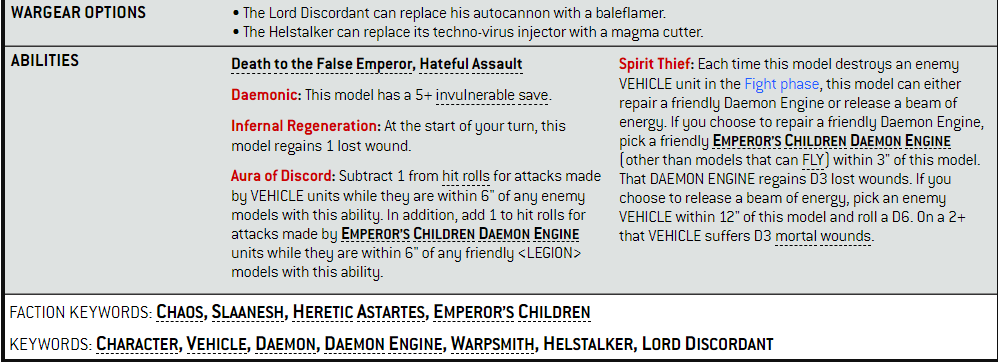 WARGEAR OPTIONS
• The Lord Discordant can replace his autocannon with a baleflamer.
• The Helstalker can replace its techno-virus injector with a magma cutter.
ABILITIES
Death to the False Emperor, Hateful Assault
Daemonic: This model has a 5+ invulnerable save.
Infernal Regeneration: At the start of your turn, this
model regains 1 lost wound.
Aura of Discord: Subtract 1 from hit rolls for attacks made
by VEHICLE units while they are within 6" of any enemy
models with this ability. In addition, add 1 to hit rolls for
attacks made by EMPEROR'S CHILDREN DAEMON ENGINE
units while they are within 6" of any friendly <LEGION>
models with this ability.
Spirit Thief: Each time this model destroys an enemy
VEHICLE unit in the Fight phase, this model can either
repair a friendly Daemon Engine or release a beam of
energy. If you choose to repair a friendly Daemon Engine,
pick a friendly EMPEROR'S CHILDREN DAEMON ENGINE
(other than models that can FLY) within 3" of this model.
That DAEMON ENGINE regains D3 lost wounds. If you
choose to release a beam of energy, pick an enemy
VEHICLE within 12" of this model and roll a D6. On a 2+
that VEHICLE suffers D3 mortal wounds.
FACTION KEYWORDS: CHAOS, SLAANESH, HERETIC ASTARTES, EMPEROR'S CHILDREN
KEYWORDS: CHARACTER, VEHICLE, DAEMON, DAEMON ENGINE, WARPSMITH, HELSTALKER, LORD DISCORDANT